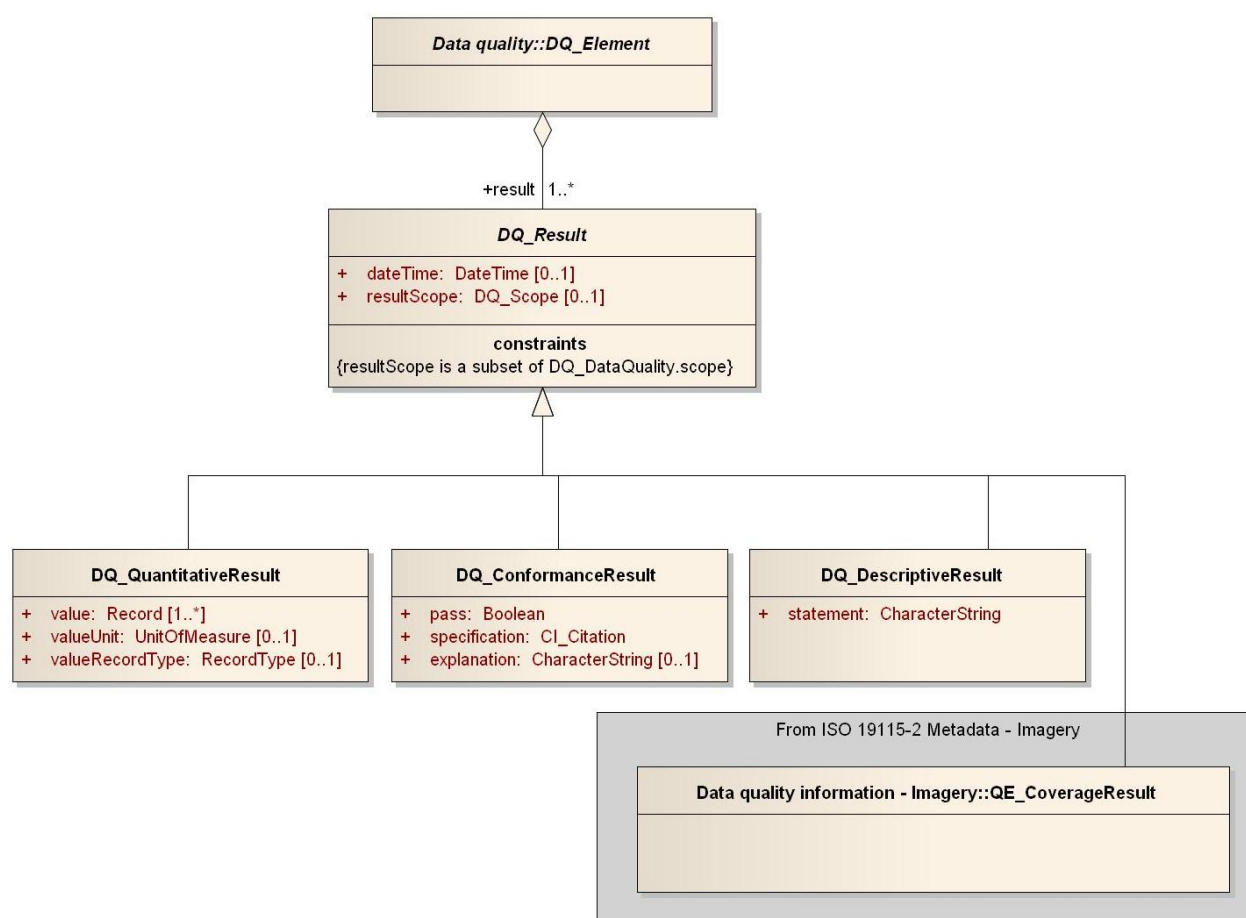 Data quality::DQ_Element
+result 1..*
DQ_Result
+ dateTime: DateTime [0..1]
+ resultScope: DQ_Scope [0..1]
constraints
{resultScope is a subset of DQ_DataQuality.scope}
DQ_QuantitativeResult
+ value: Record [1..*]
+ valueUnit: UnitOfMeasure [0..1]
+ valueRecordType: RecordType [0..1]
DQ_ConformanceResult
+ pass: Boolean
+ specification: CI_Citation
+ explanation: CharacterString [0..1]
DQ_DescriptiveResult
+ statement: CharacterString
From ISO 19115-2 Metadata - Imagery
Data quality information - Imagery::QE_CoverageResult